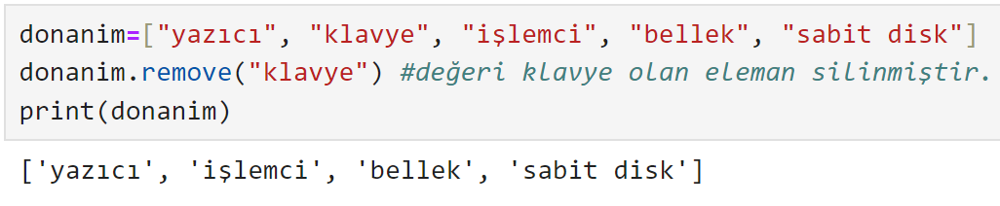 donanim=["yazıcı", "klavye", "işlemci", "bellek", "sabit disk"]
donanim.remove("klavye") #değeri klavye olan eleman silinmiştir.
print(donanim)
['yazıcı', 'işlemci', 'bellek', 'sabit disk']